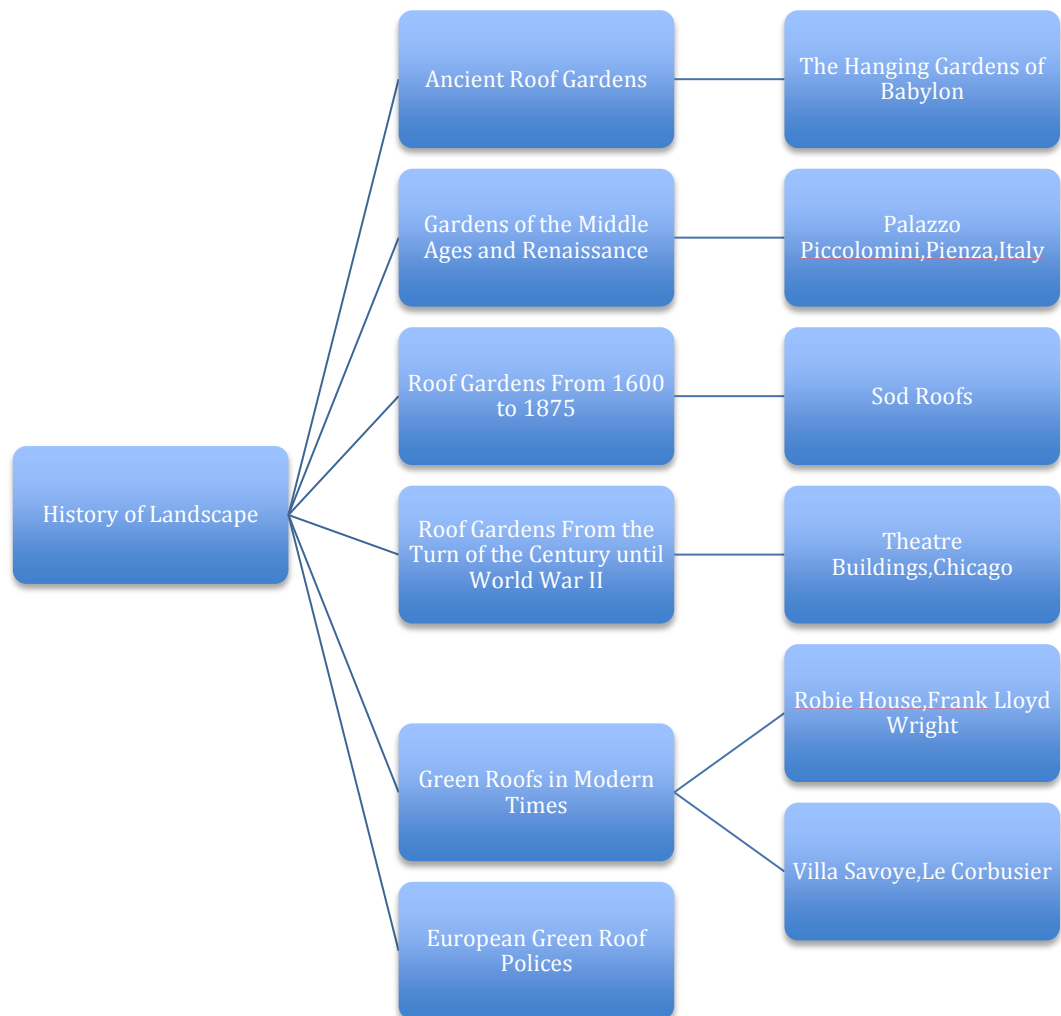 Ancient Roof Gardens
The Hanging Gardens of
Babylon
Gardens of the Middle
Ages and Renaissance
Palazzo
Piccolomini,Pienza,Italy
Roof Gardens From 1600
to 1875
Sod Roofs
History of Landscape
Roof Gardens From the
Turn of the Century until
World War II
Theatre
Buildings,Chicago
Green Roofs in Modern
Times
Robie House,Frank Lloyd
Wright
Villa Savoye,Le Corbusier
European Green Roof
Polices